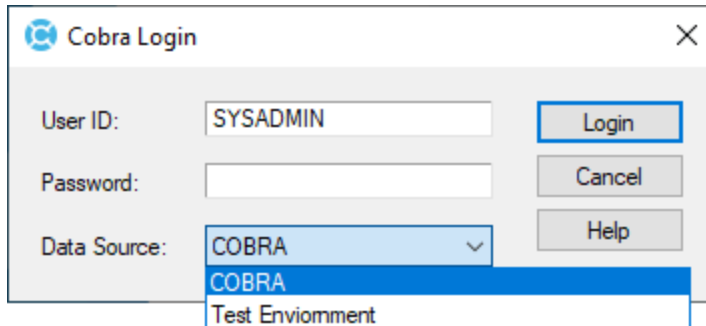 Cobra Login
User ID: SYSADMIN Login
Password: Cancel
Data Source: COBRA Help
COBRA
Test Enviornment